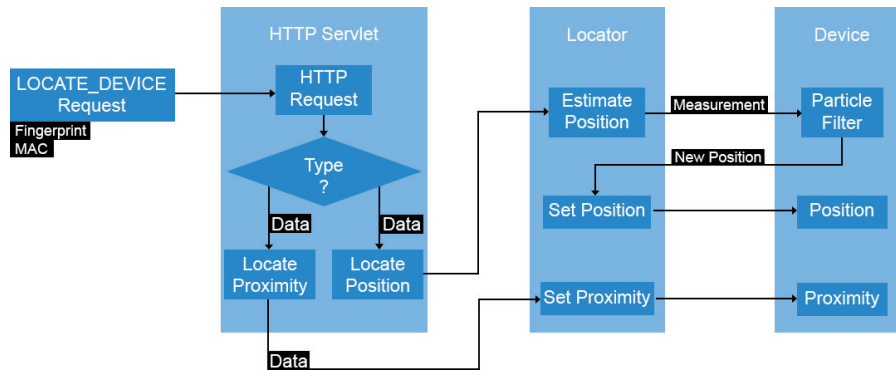 HTTP Servlet
Locator
Device
LOCATE_DEVICE
Request
Fingerprint
MAC
HTTP
Request
Type
?
Data
Data
Locate
Proximity
Locate
Position
Data
Estimate
Position
Measurement
Particle
Filter
New Position
Set Position
Position
Set Proximity
Proximity